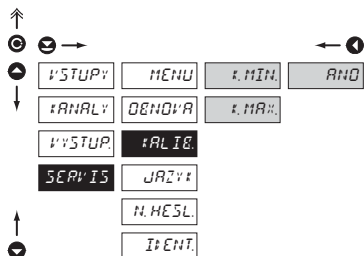 VSTUPY MENU K. MIN. ANO
KANALY OBNOVA K. MAX.
VYSTUP. KALIB.
SERVIS JAZYK
N. HESL.
IDENT.